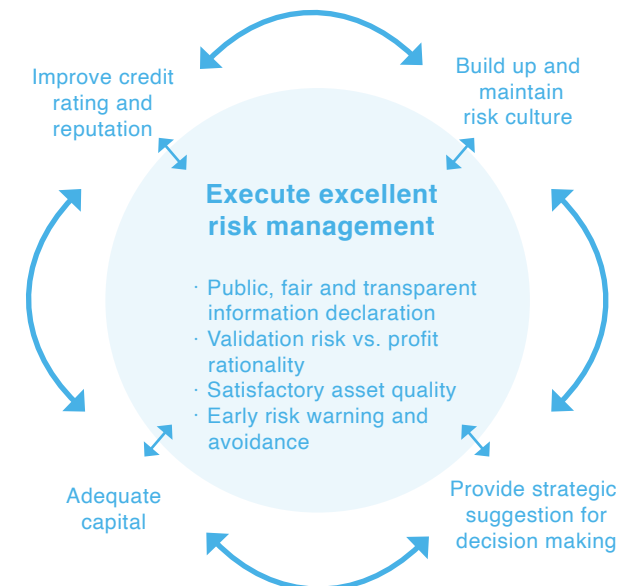 Improve credit
rating and
reputation
Build up and
maintain
risk culture
Execute excellent
risk management
· Public, fair and transparent
information declaration
· Validation risk vs. profit
rationality
· Satisfactory asset quality
· Early risk warning and
avoidance
Adequate
capital
Provide strategic
suggestion for
decision making